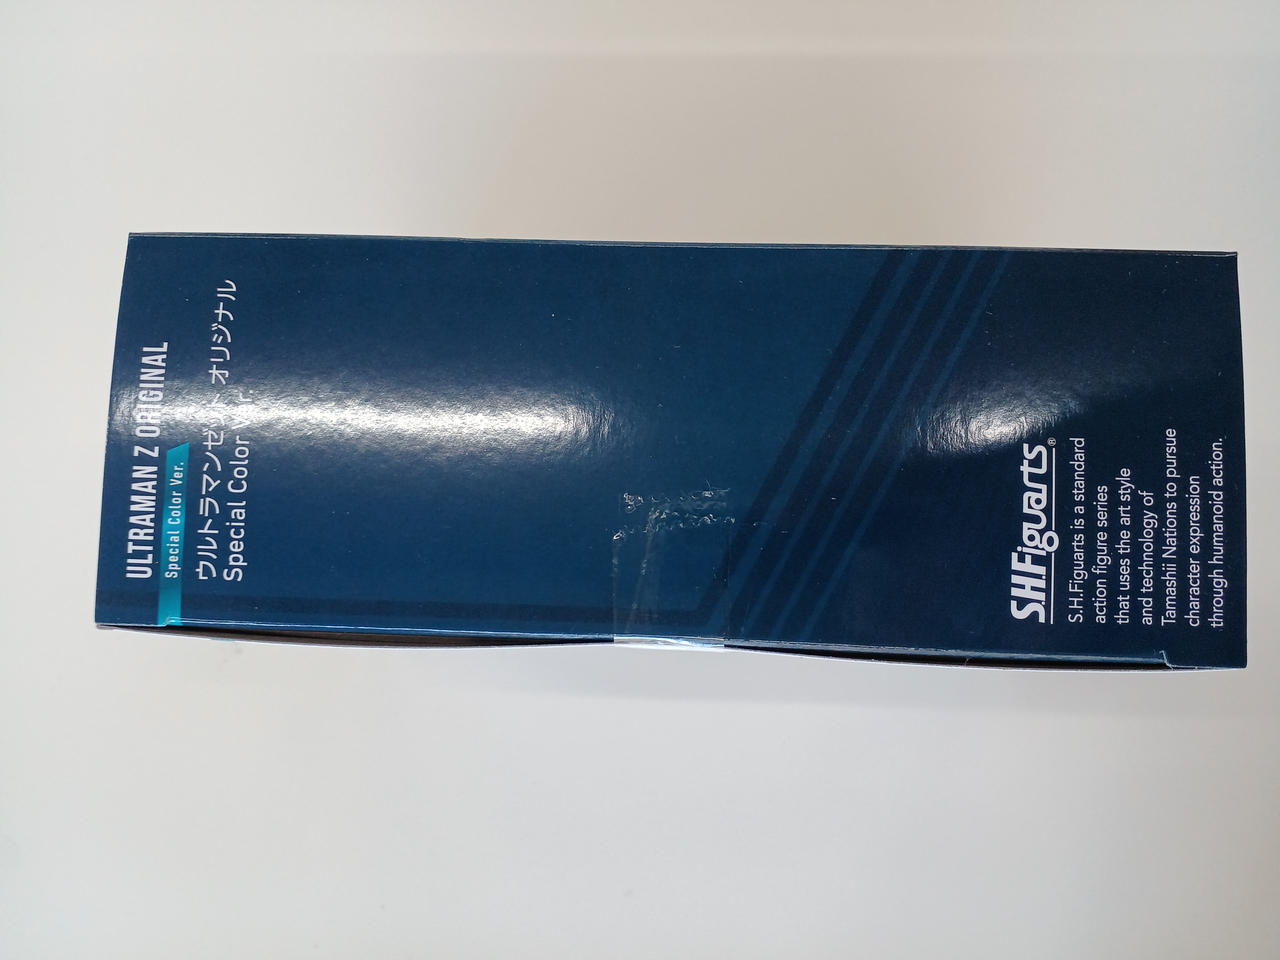 ULTRAMAN Z ORIGINAL
Special Color Ver.
ウルトラマンゼット オリジナル
Special Color Ver.
S.H.Figuarts®
S.H.Figuarts is a standard
action figure series
that uses the art style
and technology of
Tamashii Nations to pursue
character expression
through humanoid action.